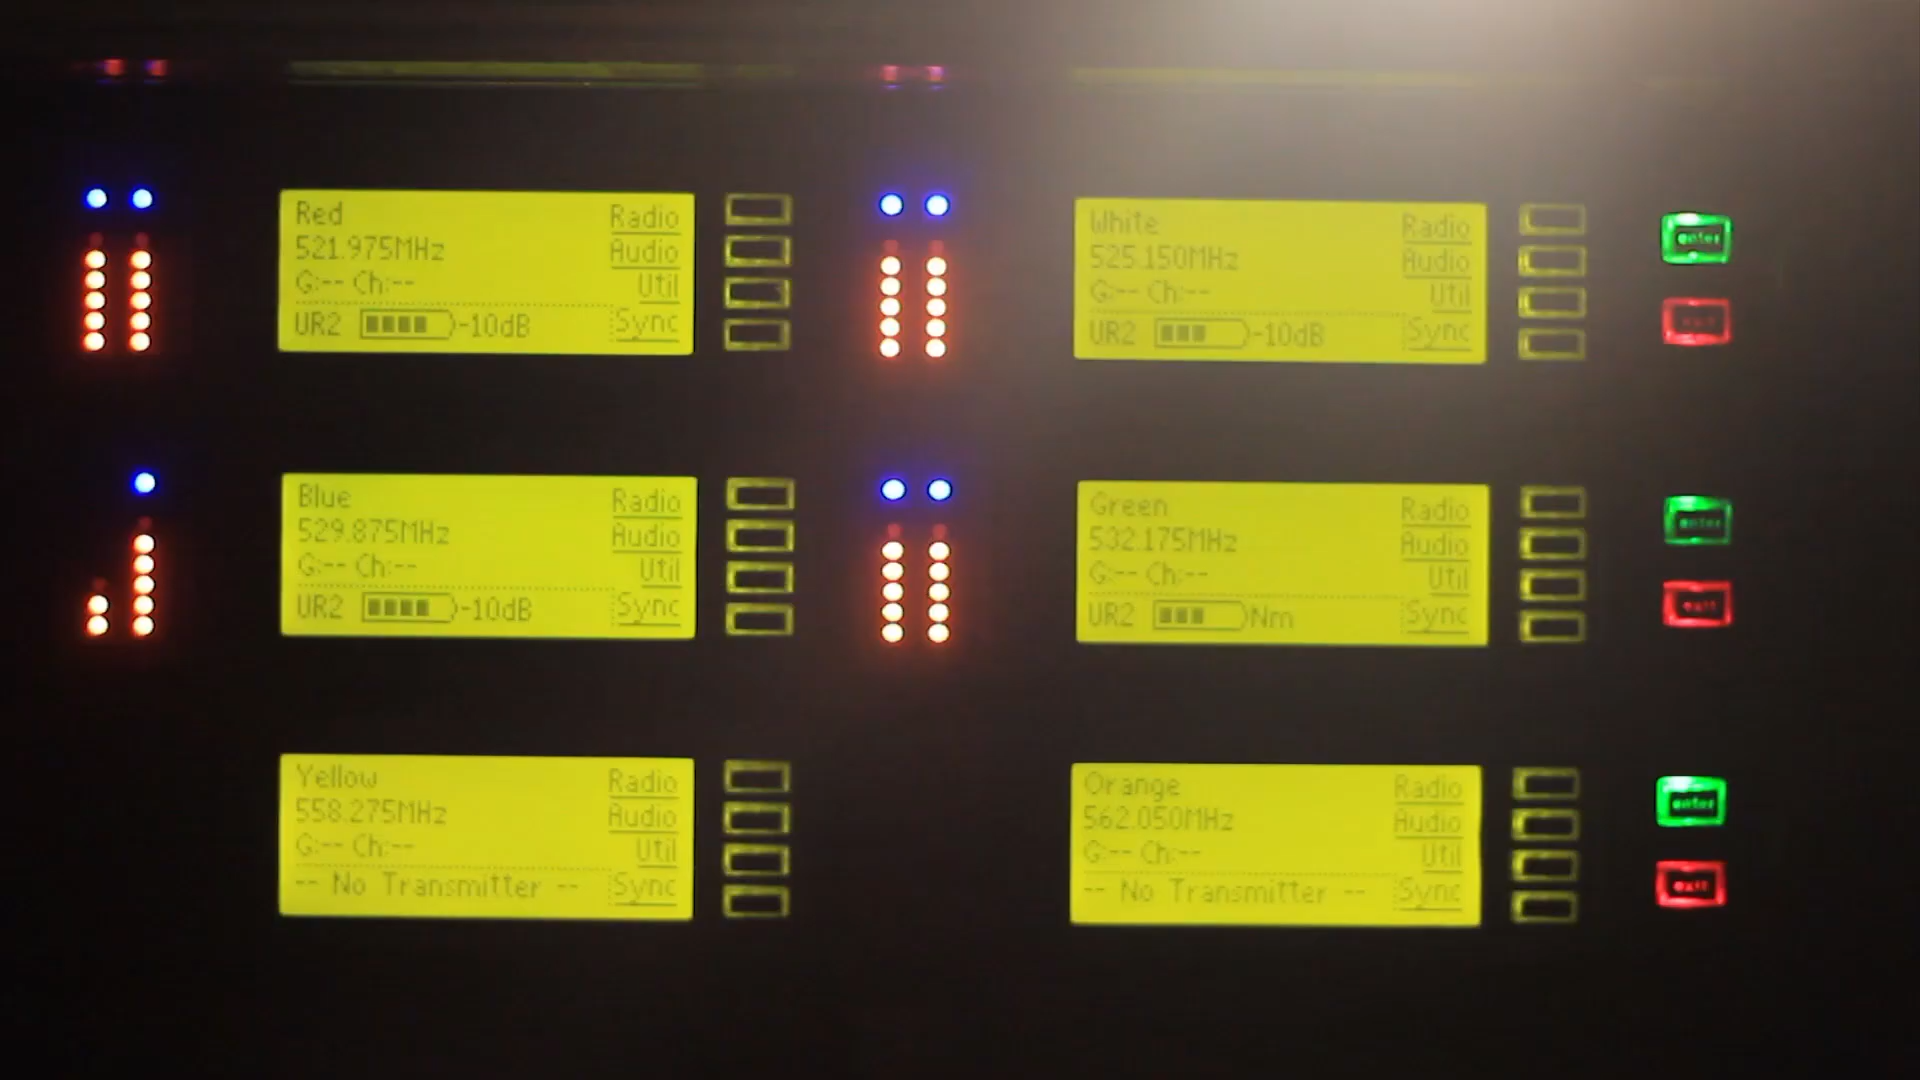 Red Radio
521.975MHz Audio
G:-- Ch:-- Util
UR2 -10dB Sync
White Radio
525.150MHz Audio
G:-- Ch:-- Util
UR2 -10dB Sync
enter
exit
Blue Radio
529.875MHz Audio
G:-- Ch:-- Util
UR2 -10dB Sync
Green Radio
532.175MHz Audio
G:-- Ch:-- Util
UR2 Nm Sync
enter
exit
Yellow Radio
558.275MHz Audio
G:-- Ch:-- Util
-- No Transmitter -- Sync
Orange Radio
562.050MHz Audio
G:-- Ch:-- Util
-- No Transmitter -- Sync
enter
exit